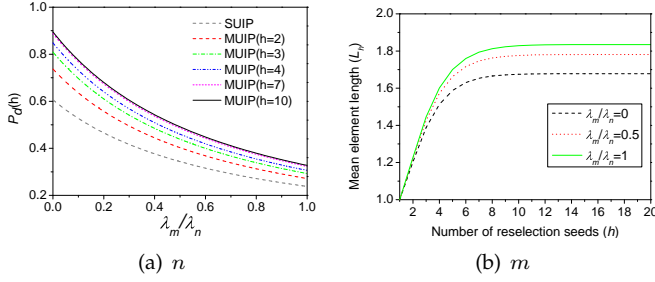 1.0
0.8
0.6
0.4
0.2
P_d(h)
SUIP
MUIP(h=2)
MUIP(h=3)
MUIP(h=4)
MUIP(h=7)
MUIP(h=10)
0.0 0.2 0.4 0.6 0.8 1.0
λ_m/λ_n
(a) n
2.0
1.8
1.6
1.4
1.2
1.0
Mean element length (L_h)
λ_m/λ_n=0
λ_m/λ_n=0.5
λ_m/λ_n=1
2 4 6 8 10 12 14 16 18 20
Number of reselection seeds (h)
(b) m